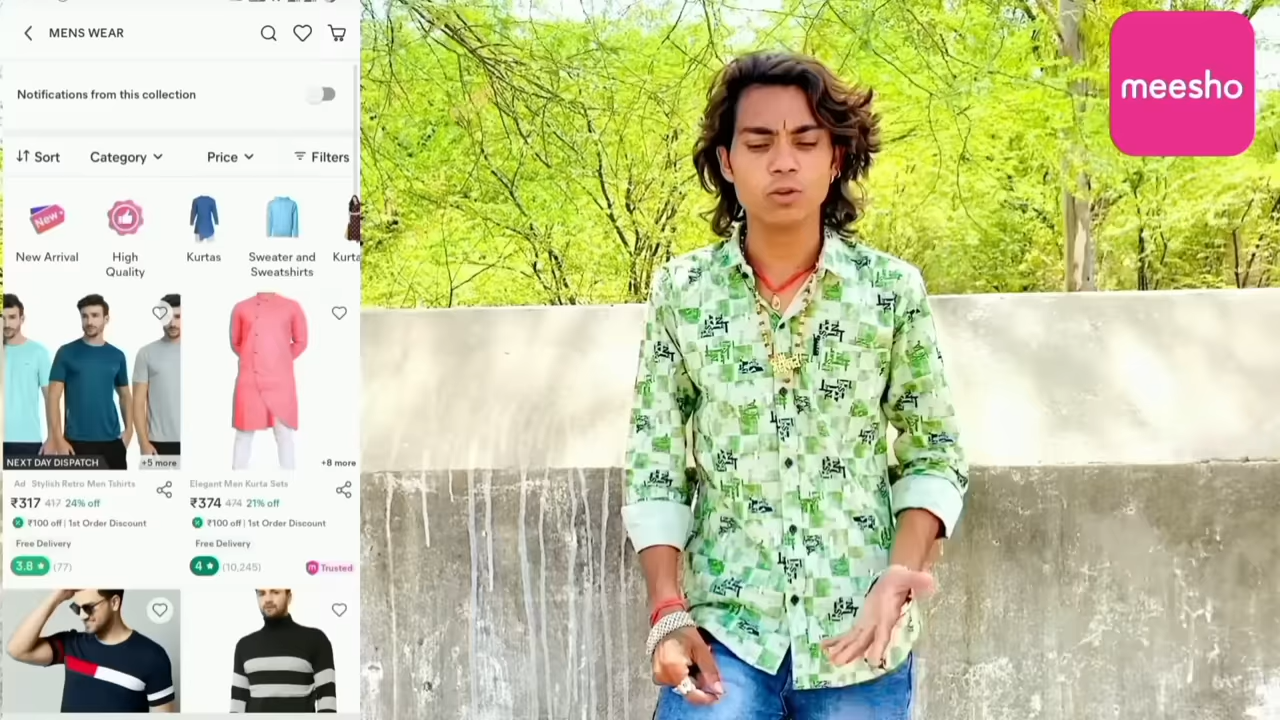 MENS WEAR
Notifications from this collection
Sort
Category
Price
Filters
New
New Arrival
High
Quality
Kurtas
Sweater and
Sweatshirts
Kurta
NEXT DAY DISPATCH
+5 more
+8 more
Ad Stylish Retro Men Tshirts
₹317 417 24% off
₹100 off | 1st Order Discount
Free Delivery
3.8 ★ (77)
Elegant Men Kurta Sets
₹374 474 21% off
₹100 off | 1st Order Discount
Free Delivery
4 ★ (10,245)
m Trusted
meesho